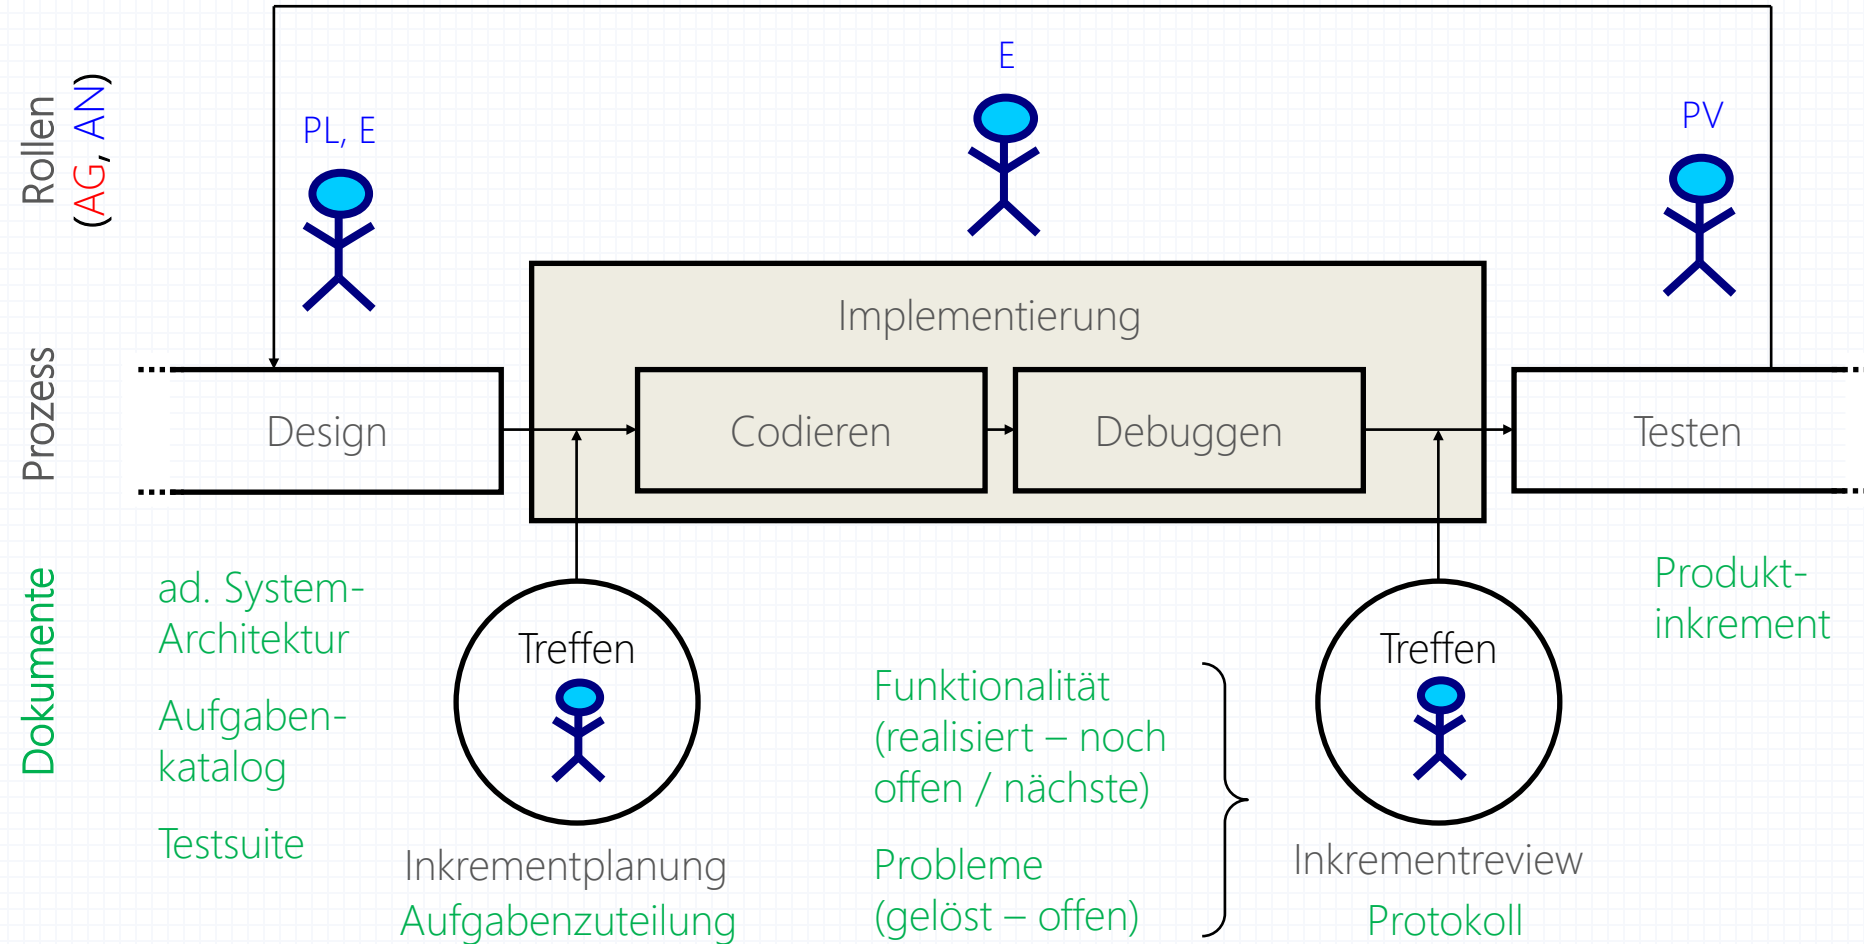 Rollen
(AG, AN)
PL, E
E
PV
Prozess
Implementierung
Design
Codieren
Debuggen
Testen
Dokumente
ad. System-
Architektur
Aufgaben-
katalog
Testsuite
Treffen
Inkrementplanung
Aufgabenzuteilung
Funktionalität
(realisiert – noch
offen / nächste)
Probleme
(gelöst – offen)
Treffen
Inkrementreview
Protokoll
Produkt-
inkrement